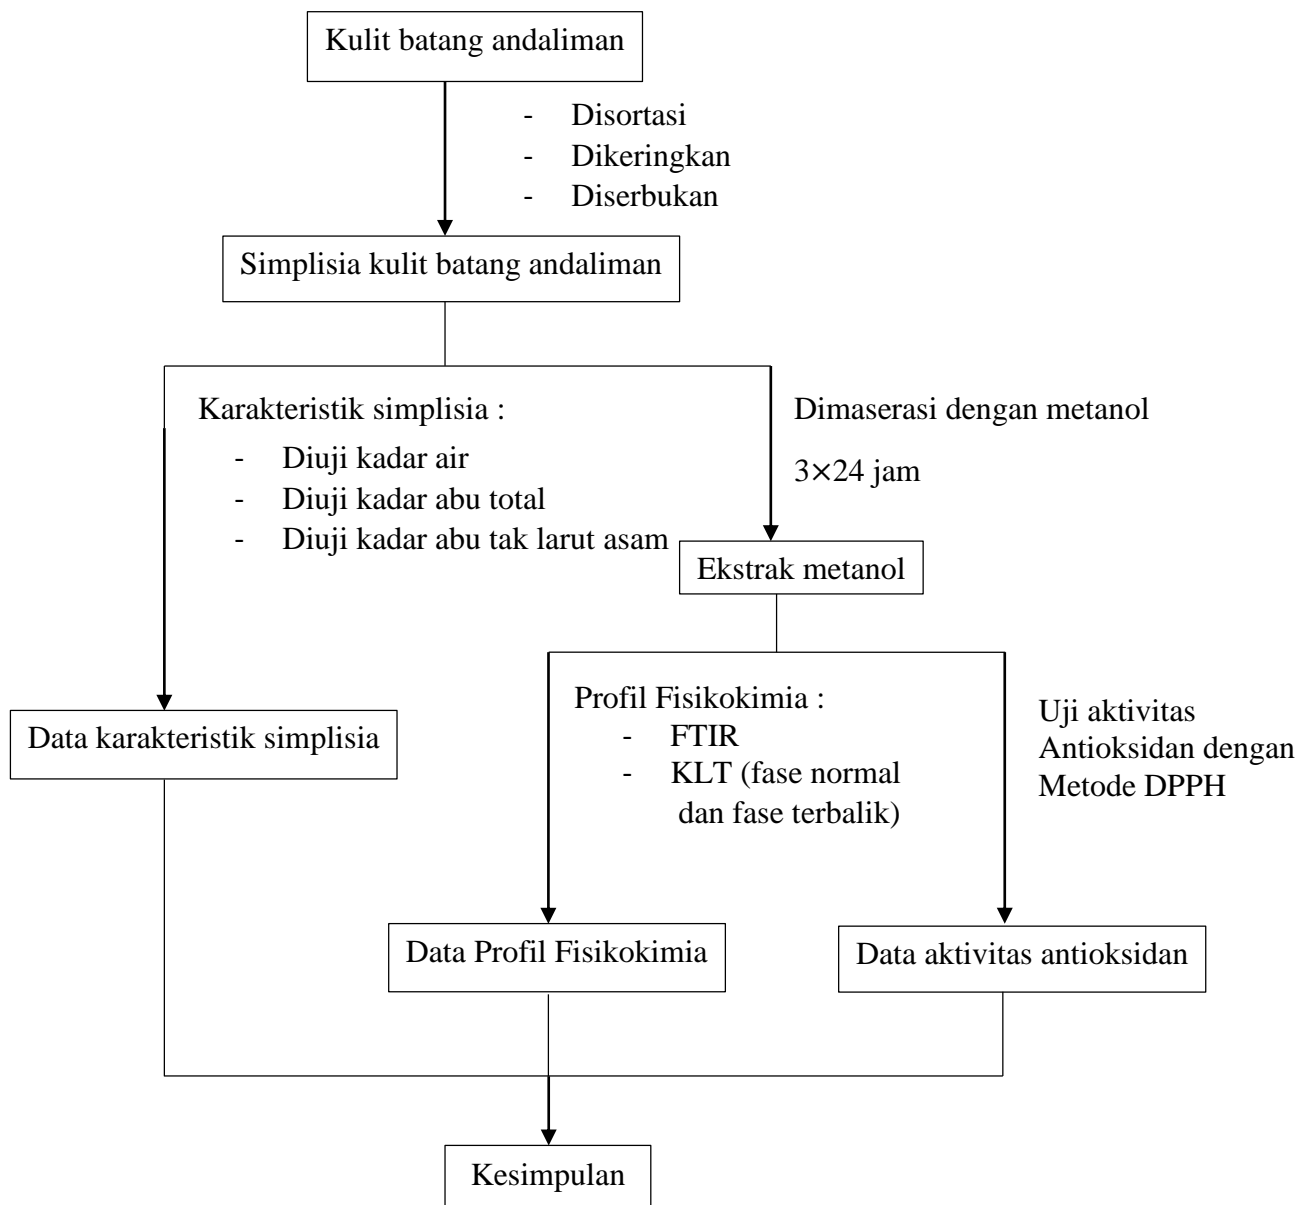 Kulit batang andaliman
- Disortasi
- Dikeringkan
- Diserbukan
Simplisia kulit batang andaliman
Karakteristik simplisia :
- Diuji kadar air
- Diuji kadar abu total
- Diuji kadar abu tak larut asam
Dimaserasi dengan metanol
3×24 jam
Ekstrak metanol
Profil Fisikokimia :
- FTIR
- KLT (fase normal
dan fase terbalik)
Uji aktivitas
Antioksidan dengan
Metode DPPH
Data karakteristik simplisia
Data Profil Fisikokimia
Data aktivitas antioksidan
Kesimpulan